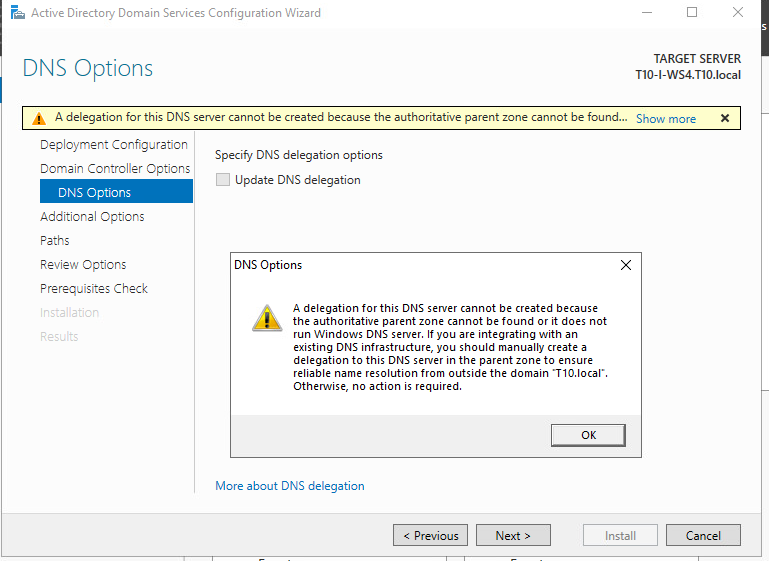 Active Directory Domain Services Configuration Wizard
DNS Options
TARGET SERVER
T10-I-WS4.T10.local
A delegation for this DNS server cannot be created because the authoritative parent zone cannot be found... Show more
Deployment Configuration
Domain Controller Options
DNS Options
Additional Options
Paths
Review Options
Prerequisites Check
Installation
Results
Specify DNS delegation options
Update DNS delegation
DNS Options
A delegation for this DNS server cannot be created because
the authoritative parent zone cannot be found or it does not
run Windows DNS server. If you are integrating with an
existing DNS infrastructure, you should manually create a
delegation to this DNS server in the parent zone to ensure
reliable name resolution from outside the domain "T10.local".
Otherwise, no action is required.
OK
More about DNS delegation
< Previous
Next >
Install
Cancel